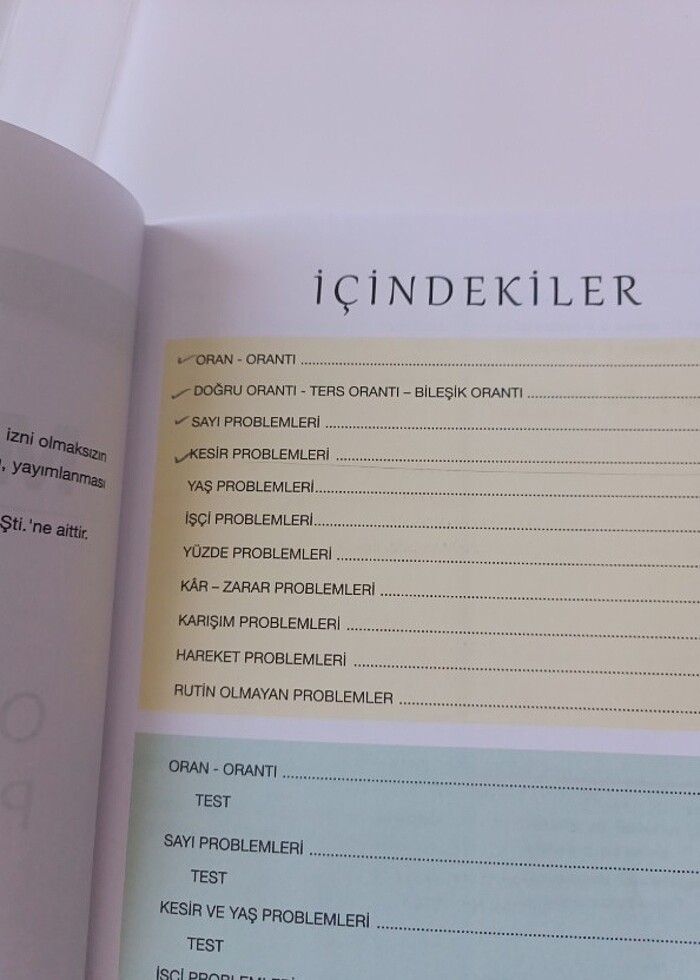 izni olmaksızın
, yayımlanması
Şti.'ne aittir.
İÇİNDEKİLER
ORAN - ORANTI
DOĞRU ORANTI - TERS ORANTI – BİLEŞİK ORANTI
SAYI PROBLEMLERİ
KESİR PROBLEMLERİ
YAŞ PROBLEMLERİ
İŞÇİ PROBLEMLERİ
YÜZDE PROBLEMLERİ
KÂR – ZARAR PROBLEMLERİ
KARIŞIM PROBLEMLERİ
HAREKET PROBLEMLERİ
RUTİN OLMAYAN PROBLEMLER
ORAN - ORANTI
TEST
SAYI PROBLEMLERİ
TEST
KESİR VE YAŞ PROBLEMLERİ
TEST
İŞÇİ PROBLEMLERİ